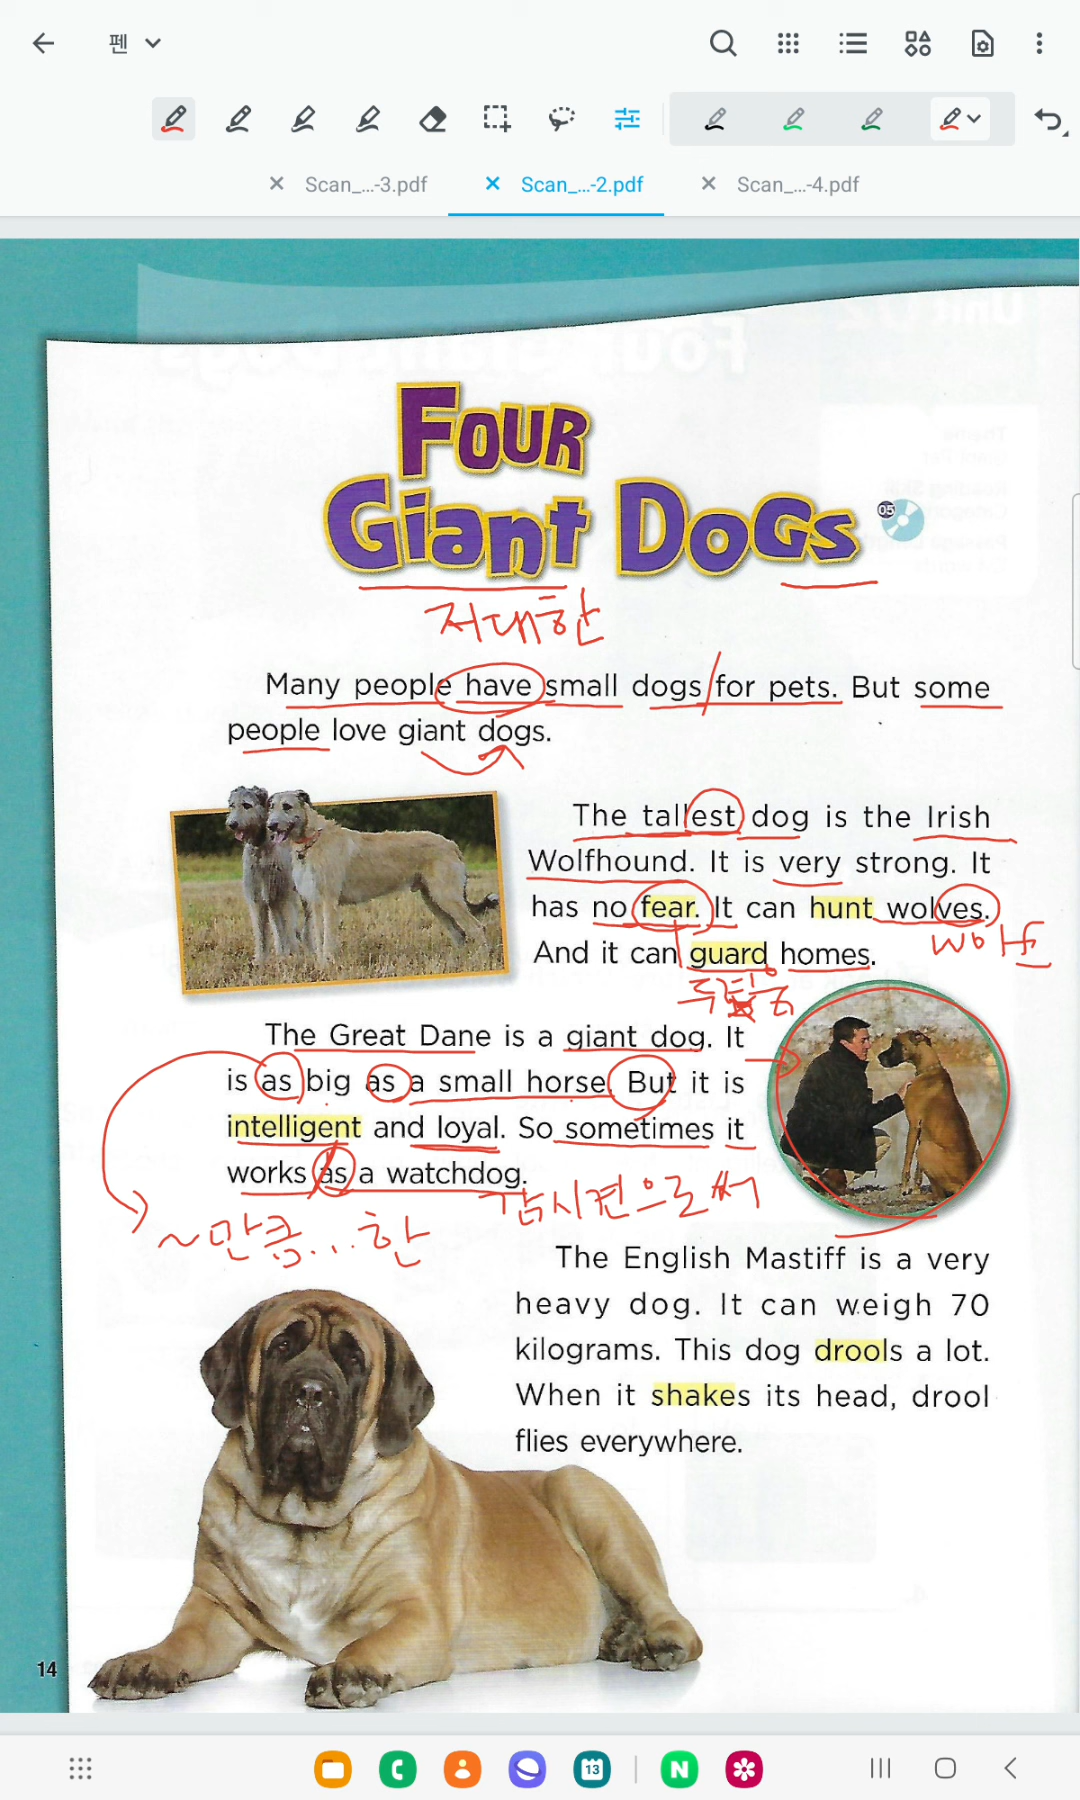 펜
Scan_...-3.pdf
Scan_...-2.pdf
Scan_...-4.pdf
FOUR
GIANT DOGS
05
저대한
Many people have small dogs for pets. But some
people love giant dogs.
The tallest dog is the Irish
Wolfhound. It is very strong. It
has no fear. It can hunt wolves.
And it can guard homes.
The Great Dane is a giant dog. It
is as big as a small horse. But it is
intelligent and loyal. So sometimes it
works as a watchdog.
감시견으로써
~만큼...한
The English Mastiff is a very
heavy dog. It can weigh 70
kilograms. This dog drools a lot.
When it shakes its head, drool
flies everywhere.
14
13
N